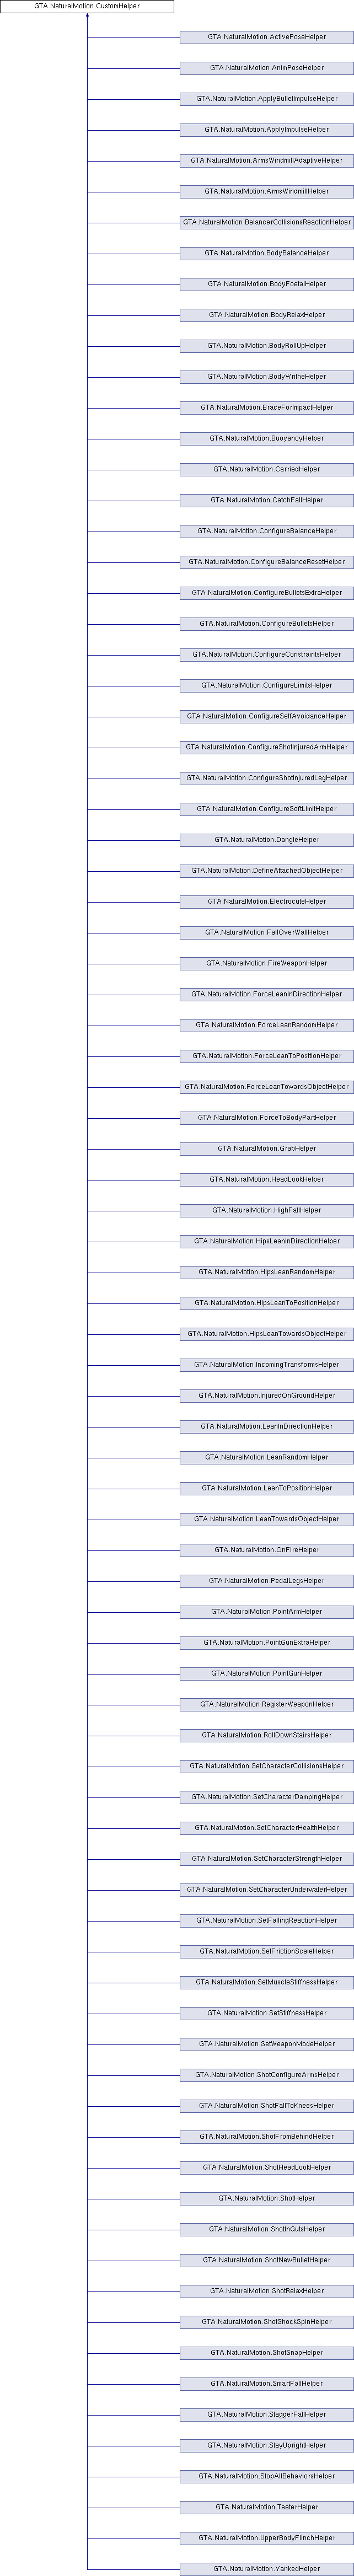 GTA.NaturalMotion.CustomHelper
GTA.NaturalMotion.ActivePoseHelper
GTA.NaturalMotion.AnimPoseHelper
GTA.NaturalMotion.ApplyBulletImpulseHelper
GTA.NaturalMotion.ApplyImpulseHelper
GTA.NaturalMotion.ArmsWindmillAdaptiveHelper
GTA.NaturalMotion.ArmsWindmillHelper
GTA.NaturalMotion.BalancerCollisionsReactionHelper
GTA.NaturalMotion.BodyBalanceHelper
GTA.NaturalMotion.BodyFoetalHelper
GTA.NaturalMotion.BodyRelaxHelper
GTA.NaturalMotion.BodyRollUpHelper
GTA.NaturalMotion.BodyWritheHelper
GTA.NaturalMotion.BraceForImpactHelper
GTA.NaturalMotion.BuoyancyHelper
GTA.NaturalMotion.CarriedHelper
GTA.NaturalMotion.CatchFallHelper
GTA.NaturalMotion.ConfigureBalanceHelper
GTA.NaturalMotion.ConfigureBalanceResetHelper
GTA.NaturalMotion.ConfigureBulletsExtraHelper
GTA.NaturalMotion.ConfigureBulletsHelper
GTA.NaturalMotion.ConfigureConstraintsHelper
GTA.NaturalMotion.ConfigureLimitsHelper
GTA.NaturalMotion.ConfigureSelfAvoidanceHelper
GTA.NaturalMotion.ConfigureShotInjuredArmHelper
GTA.NaturalMotion.ConfigureShotInjuredLegHelper
GTA.NaturalMotion.ConfigureSoftLimitHelper
GTA.NaturalMotion.DangleHelper
GTA.NaturalMotion.DefineAttachedObjectHelper
GTA.NaturalMotion.ElectrocuteHelper
GTA.NaturalMotion.FallOverWallHelper
GTA.NaturalMotion.FireWeaponHelper
GTA.NaturalMotion.ForceLeanInDirectionHelper
GTA.NaturalMotion.ForceLeanRandomHelper
GTA.NaturalMotion.ForceLeanToPositionHelper
GTA.NaturalMotion.ForceLeanTowardsObjectHelper
GTA.NaturalMotion.ForceToBodyPartHelper
GTA.NaturalMotion.GrabHelper
GTA.NaturalMotion.HeadLookHelper
GTA.NaturalMotion.HighFallHelper
GTA.NaturalMotion.HipsLeanInDirectionHelper
GTA.NaturalMotion.HipsLeanRandomHelper
GTA.NaturalMotion.HipsLeanToPositionHelper
GTA.NaturalMotion.HipsLeanTowardsObjectHelper
GTA.NaturalMotion.IncomingTransformsHelper
GTA.NaturalMotion.InjuredOnGroundHelper
GTA.NaturalMotion.LeanInDirectionHelper
GTA.NaturalMotion.LeanRandomHelper
GTA.NaturalMotion.LeanToPositionHelper
GTA.NaturalMotion.LeanTowardsObjectHelper
GTA.NaturalMotion.OnFireHelper
GTA.NaturalMotion.PedalLegsHelper
GTA.NaturalMotion.PointArmHelper
GTA.NaturalMotion.PointGunExtraHelper
GTA.NaturalMotion.PointGunHelper
GTA.NaturalMotion.RegisterWeaponHelper
GTA.NaturalMotion.RollDownStairsHelper
GTA.NaturalMotion.SetCharacterCollisionsHelper
GTA.NaturalMotion.SetCharacterDampingHelper
GTA.NaturalMotion.SetCharacterHealthHelper
GTA.NaturalMotion.SetCharacterStrengthHelper
GTA.NaturalMotion.SetCharacterUnderwaterHelper
GTA.NaturalMotion.SetFallingReactionHelper
GTA.NaturalMotion.SetFrictionScaleHelper
GTA.NaturalMotion.SetMuscleStiffnessHelper
GTA.NaturalMotion.SetStiffnessHelper
GTA.NaturalMotion.SetWeaponModeHelper
GTA.NaturalMotion.ShotConfigureArmsHelper
GTA.NaturalMotion.ShotFallToKneesHelper
GTA.NaturalMotion.ShotFromBehindHelper
GTA.NaturalMotion.ShotHeadLookHelper
GTA.NaturalMotion.ShotHelper
GTA.NaturalMotion.ShotInGutsHelper
GTA.NaturalMotion.ShotNewBulletHelper
GTA.NaturalMotion.ShotRelaxHelper
GTA.NaturalMotion.ShotShockSpinHelper
GTA.NaturalMotion.ShotSnapHelper
GTA.NaturalMotion.SmartFallHelper
GTA.NaturalMotion.StaggerFallHelper
GTA.NaturalMotion.StayUprightHelper
GTA.NaturalMotion.StopAllBehaviorsHelper
GTA.NaturalMotion.TeeterHelper
GTA.NaturalMotion.UpperBodyFlinchHelper
GTA.NaturalMotion.YankedHelper